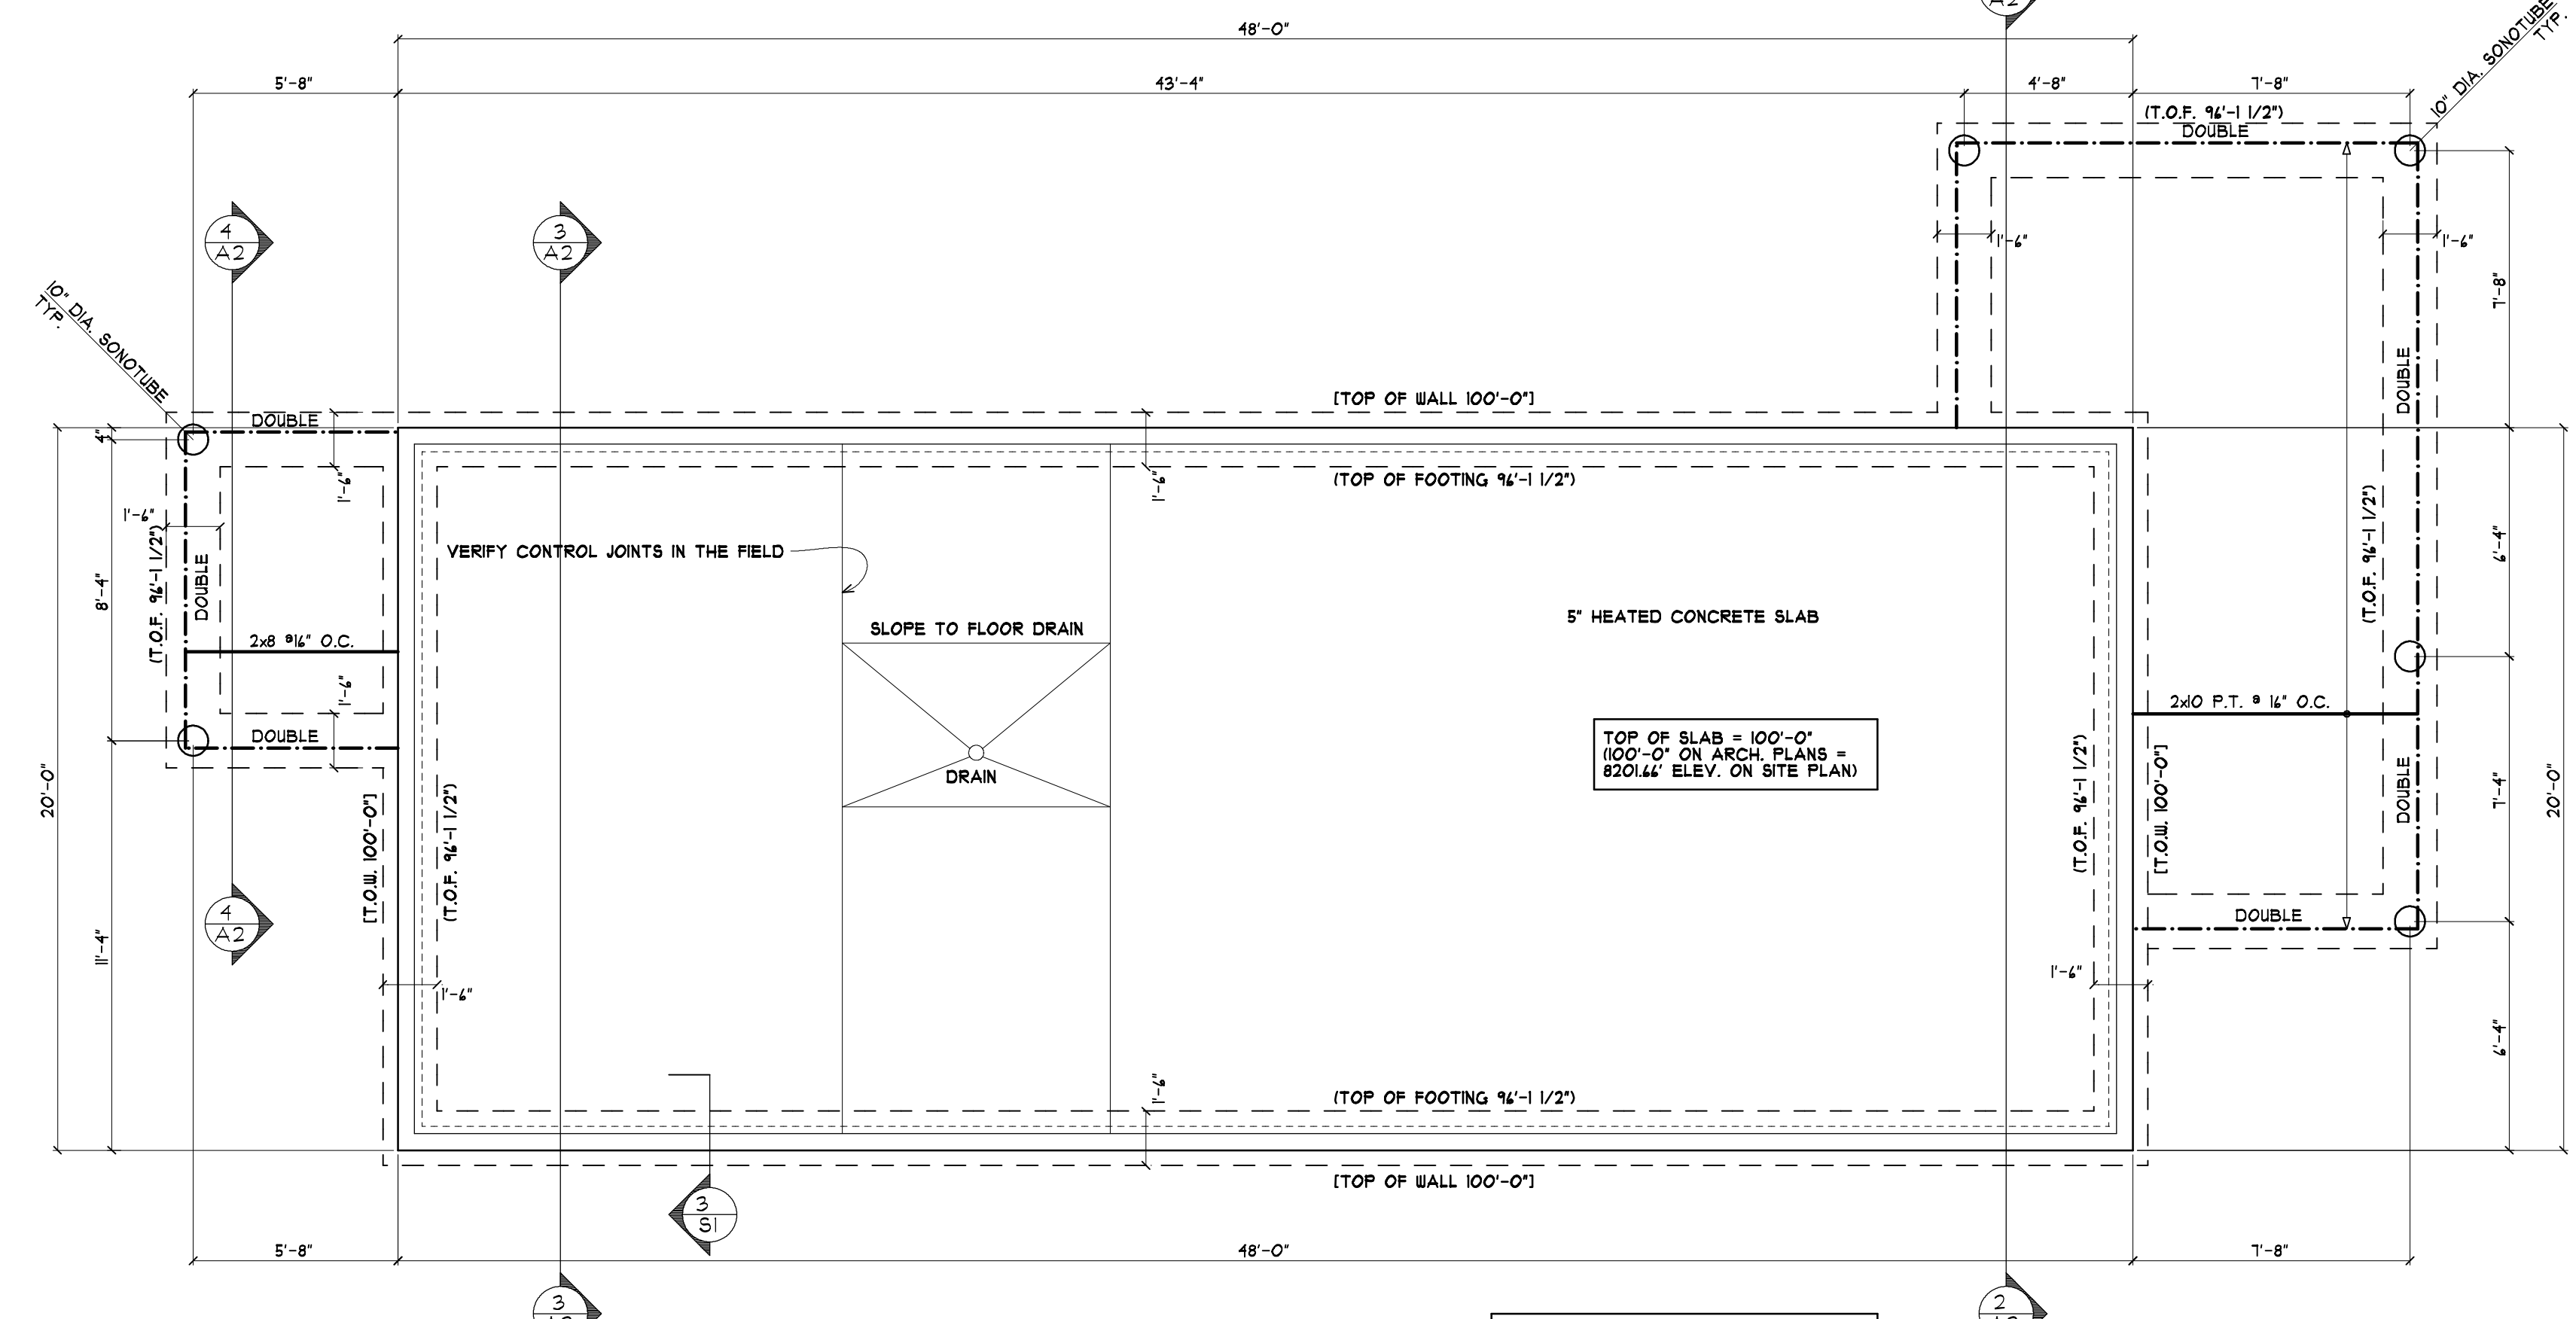 A2
48'-0"
10" DIA. SONOTUBE
TYP.
5'-8"
43'-4"
4'-8"
7'-8"
(T.O.F. 96'-1 1/2")
DOUBLE
4
A2
3
A2
1'-6"
1'-6"
7'-8"
10" DIA. SONOTUBE
TYP.
DOUBLE
[TOP OF WALL 100'-0"]
DOUBLE
4"
1'-6"
1'-6"
(TOP OF FOOTING 96'-1 1/2")
1'-6"
(T.O.F. 96'-1 1/2")
DOUBLE
8'-4"
VERIFY CONTROL JOINTS IN THE FIELD
(T.O.F. 96'-1 1/2")
6'-4"
5" HEATED CONCRETE SLAB
SLOPE TO FLOOR DRAIN
2x8 @16" O.C.
1'-6"
2x10 P.T. @ 16" O.C.
DOUBLE
TOP OF SLAB = 100'-0"
(100'-0" ON ARCH. PLANS =
8201.66' ELEV. ON SITE PLAN)
DRAIN
20'-0"
[T.O.W. 100'-0"]
(T.O.F. 96'-1 1/2")
(T.O.F. 96'-1 1/2")
[T.O.W. 100'-0"]
DOUBLE
7'-4"
20'-0"
4
A2
DOUBLE
11'-4"
1'-6"
1'-6"
6'-4"
1'-6"
(TOP OF FOOTING 96'-1 1/2")
[TOP OF WALL 100'-0"]
3
S1
5'-8"
48'-0"
7'-8"
3
2